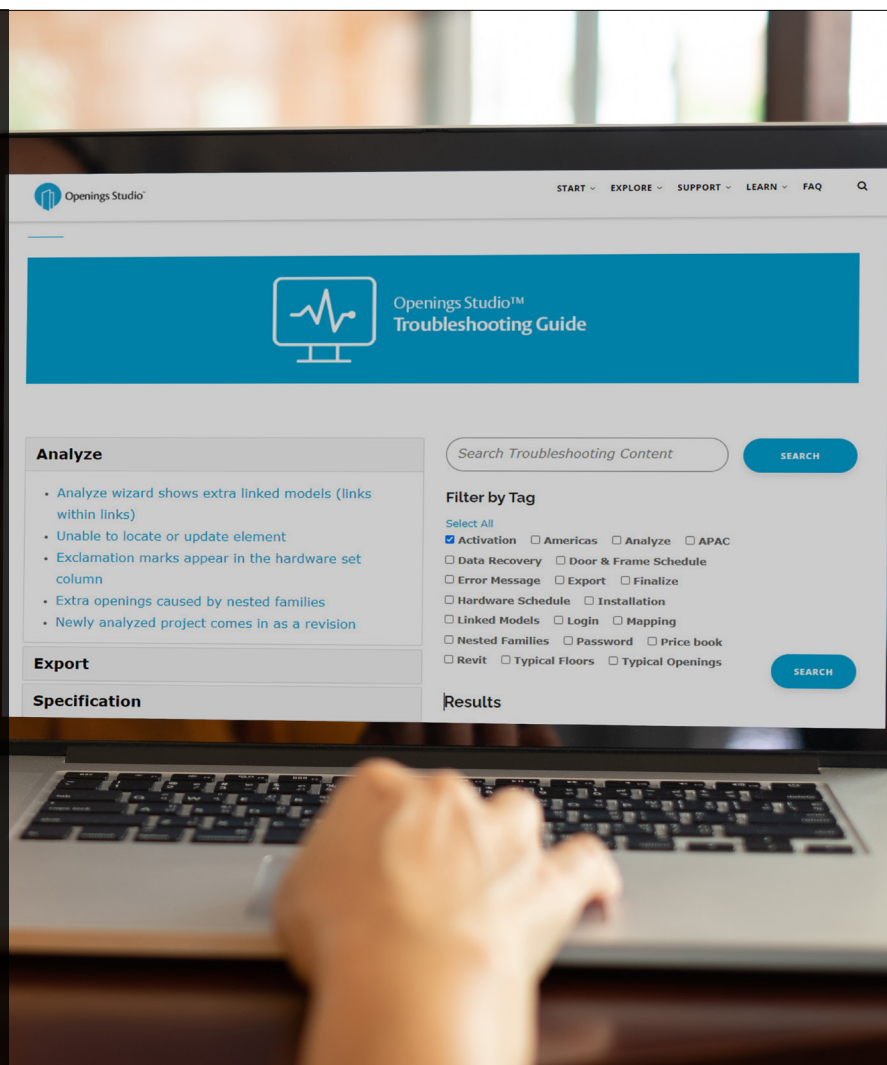 Openings Studio™
START EXPLORE SUPPORT LEARN FAQ
Openings Studio™
Troubleshooting Guide
Analyze
• Analyze wizard shows extra linked models (links
within links)
• Unable to locate or update element
• Exclamation marks appear in the hardware set
column
• Extra openings caused by nested families
• Newly analyzed project comes in as a revision
Export
Specification
Search Troubleshooting Content
SEARCH
Filter by Tag
Select All
Activation Americas Analyze APAC
Data Recovery Door & Frame Schedule
Error Message Export Finalize
Hardware Schedule Installation
Linked Models Login Mapping
Nested Families Password Price book
Revit Typical Floors Typical Openings
SEARCH
Results